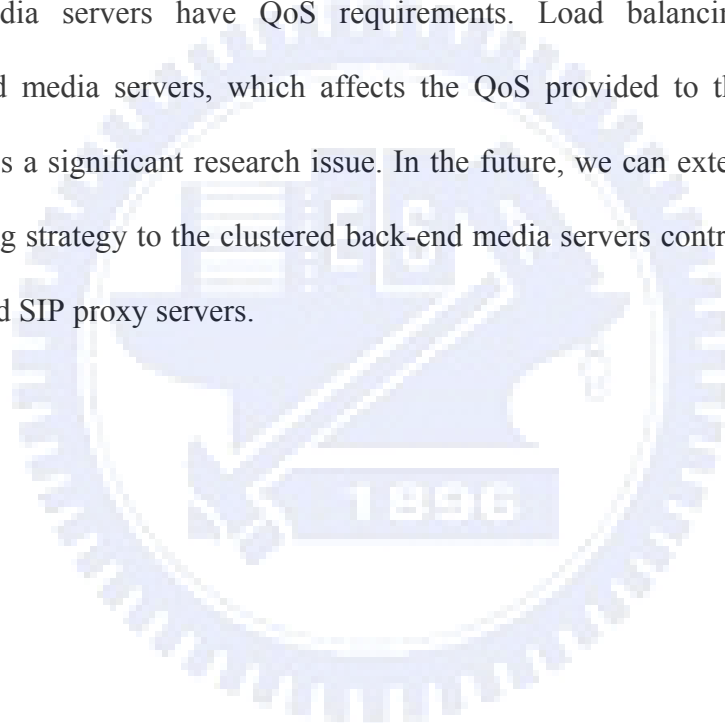 dia servers have QoS requirements. Load balancin
d media servers, which affects the QoS provided to th
s a significant research issue. In the future, we can exte
g strategy to the clustered back-end media servers contr
d SIP proxy servers.
E S
1896